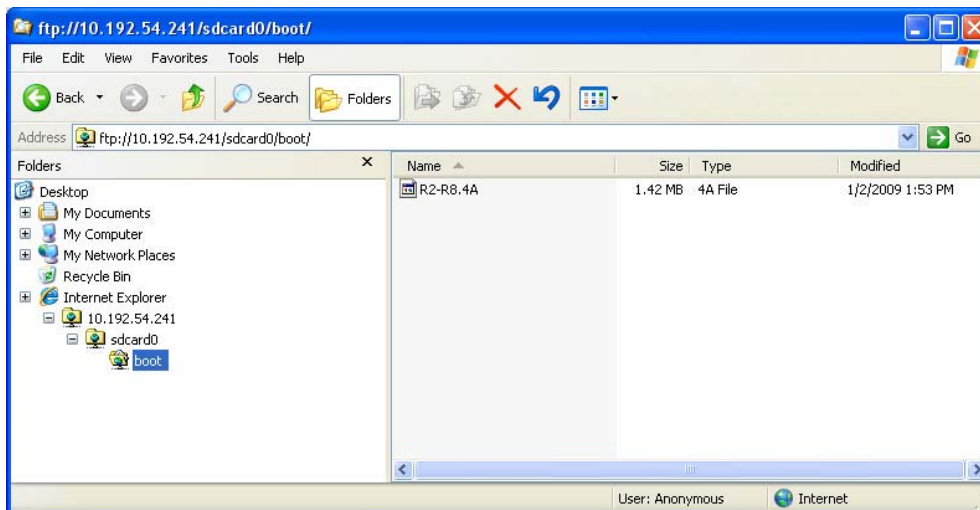 ftp://10.192.54.241/sdcard0/boot/
File Edit View Favorites Tools Help
Back Search Folders
Address ftp://10.192.54.241/sdcard0/boot/ Go
Folders
Name Size Type Modified
R2-R8.4A 1.42 MB 4A File 1/2/2009 1:53 PM
Desktop
My Documents
My Computer
My Network Places
Recycle Bin
Internet Explorer
10.192.54.241
sdcard0
boot
User: Anonymous Internet